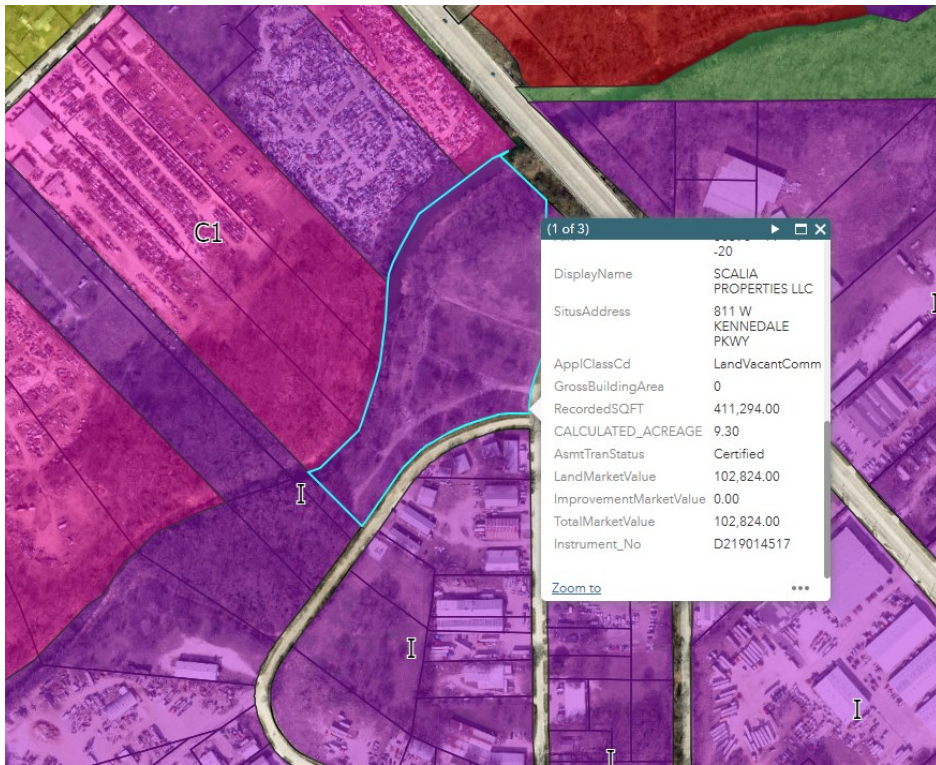 C1
(1 of 3)
-20
DisplayName SCALIA
PROPERTIES LLC
SitusAddress 811 W
KENNEDALE
PKWY
ApplClassCd LandVacantComm
GrossBuildingArea 0
RecordedSQFT 411,294.00
CALCULATED_ACREAGE 9.30
AsmtTranStatus Certified
LandMarketValue 102,824.00
ImprovementMarketValue 0.00
TotalMarketValue 102,824.00
Instrument_No D219014517
Zoom to
I
I
I
I